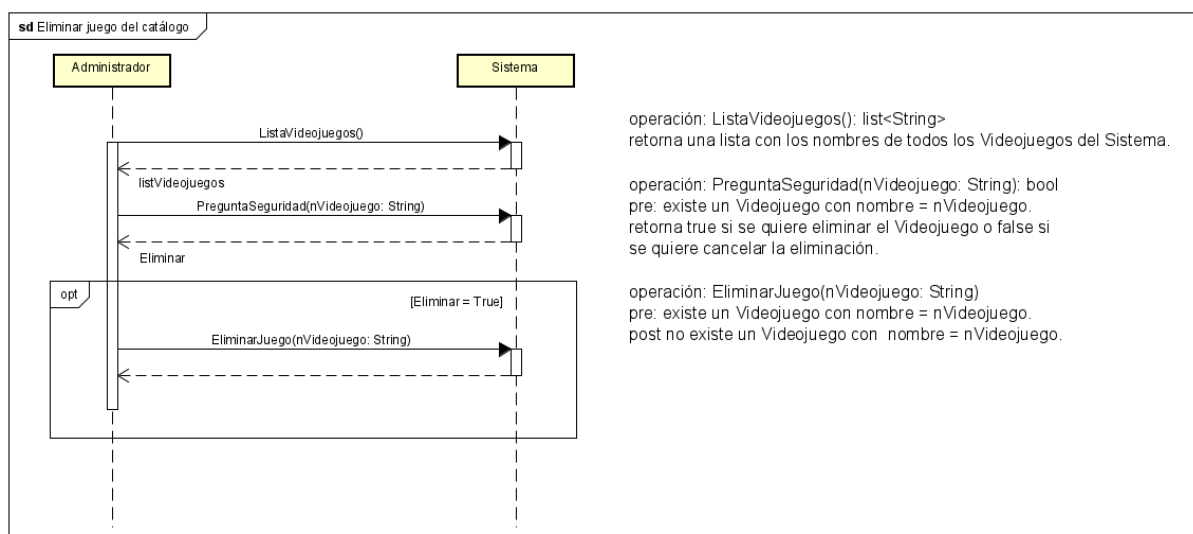 sd Eliminar juego del catálogo
Administrador
Sistema
ListaVideojuegos()
listVideojuegos
PreguntaSeguridad(nVideojuego: String)
Eliminar
opt
[Eliminar = True]
EliminarJuego(nVideojuego: String)
operación: ListaVideojuegos(): list<String>
retorna una lista con los nombres de todos los Videojuegos del Sistema.
operación: PreguntaSeguridad(nVideojuego: String): bool
pre: existe un Videojuego con nombre = nVideojuego.
retorna true si se quiere eliminar el Videojuego o false si
se quiere cancelar la eliminación.
operación: EliminarJuego(nVideojuego: String)
pre: existe un Videojuego con nombre = nVideojuego.
post no existe un Videojuego con  nombre = nVideojuego.